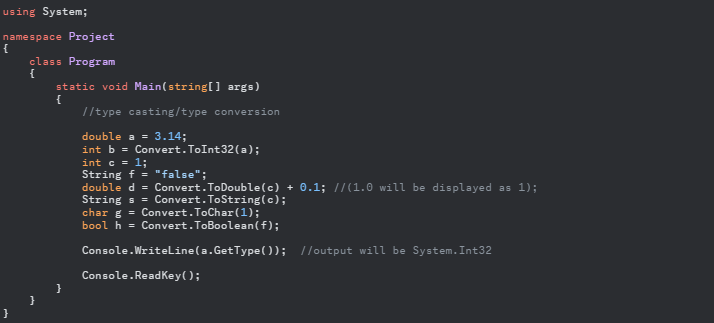 using System;
namespace Project
{
class Program
{
static void Main(string[] args)
{
//type casting/type conversion
double a = 3.14;
int b = Convert.ToInt32(a);
int c = 1;
String f = "false";
double d = Convert.ToDouble(c) + 0.1; //(1.0 will be displayed as 1);
String s = Convert.ToString(c);
char g = Convert.ToChar(1);
bool h = Convert.ToBoolean(f);
Console.WriteLine(a.GetType());  //output will be System.Int32
Console.ReadKey();
}
}
}